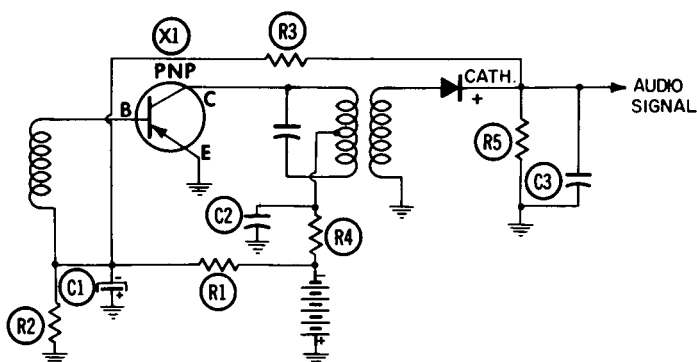 X1
R3
PNP
B
C
E
CATH.
+
AUDIO
SIGNAL
R5
C3
C2
R4
R1
C1
-
+
R2
-
+